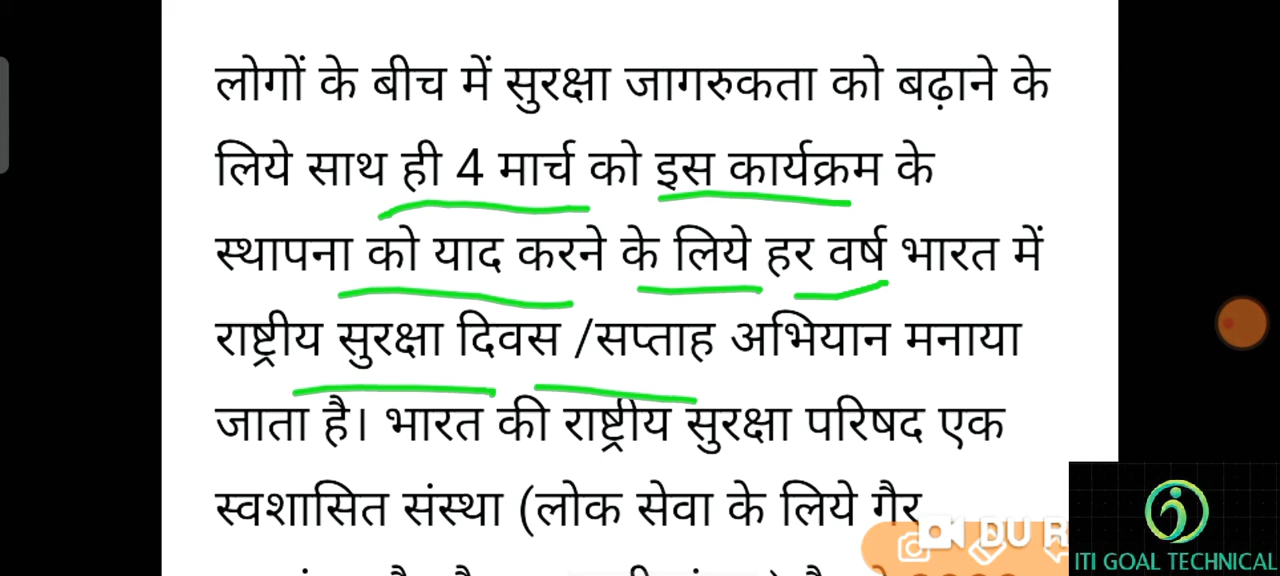 लोगों के बीच में सुरक्षा जागरुकता को बढ़ाने के
लिये साथ ही 4 मार्च को इस कार्यक्रम के
स्थापना को याद करने के लिये हर वर्ष भारत में
राष्ट्रीय सुरक्षा दिवस /सप्ताह अभियान मनाया
जाता है। भारत की राष्ट्रीय सुरक्षा परिषद एक
स्वशासित संस्था (लोक सेवा के लिये गैर
DU R
ITI GOAL TECHNICAL